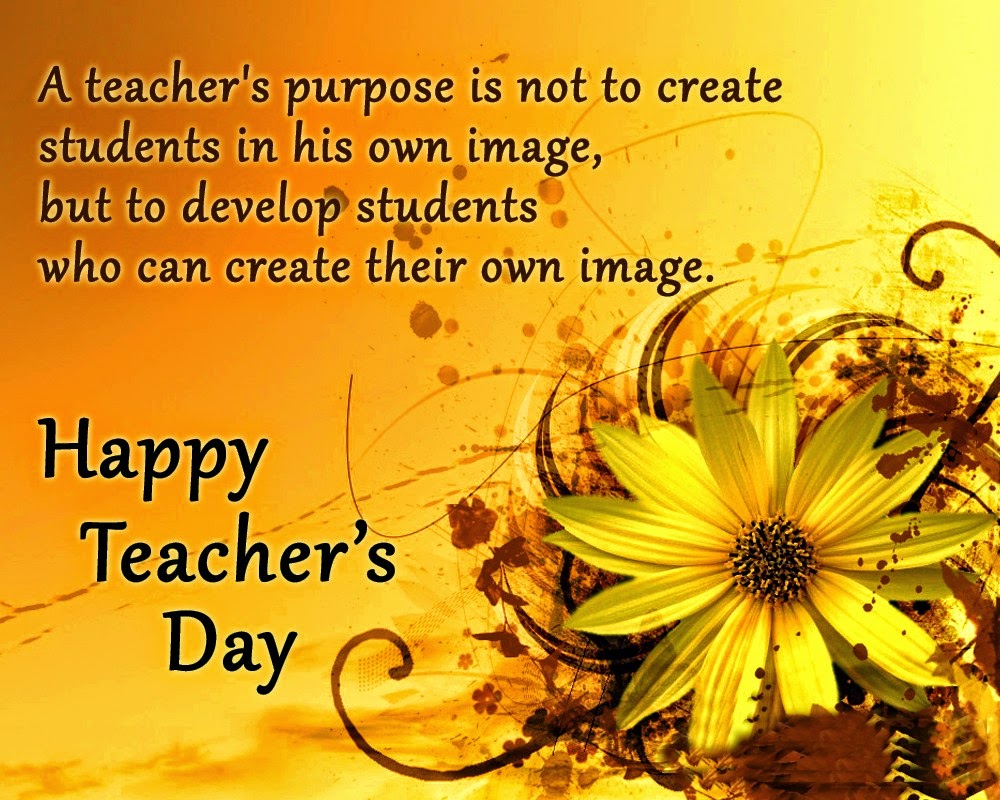 A teacher's purpose is not to create
students in his own image,
but to develop students
who can create their own image.
Happy
Teacher’s
Day